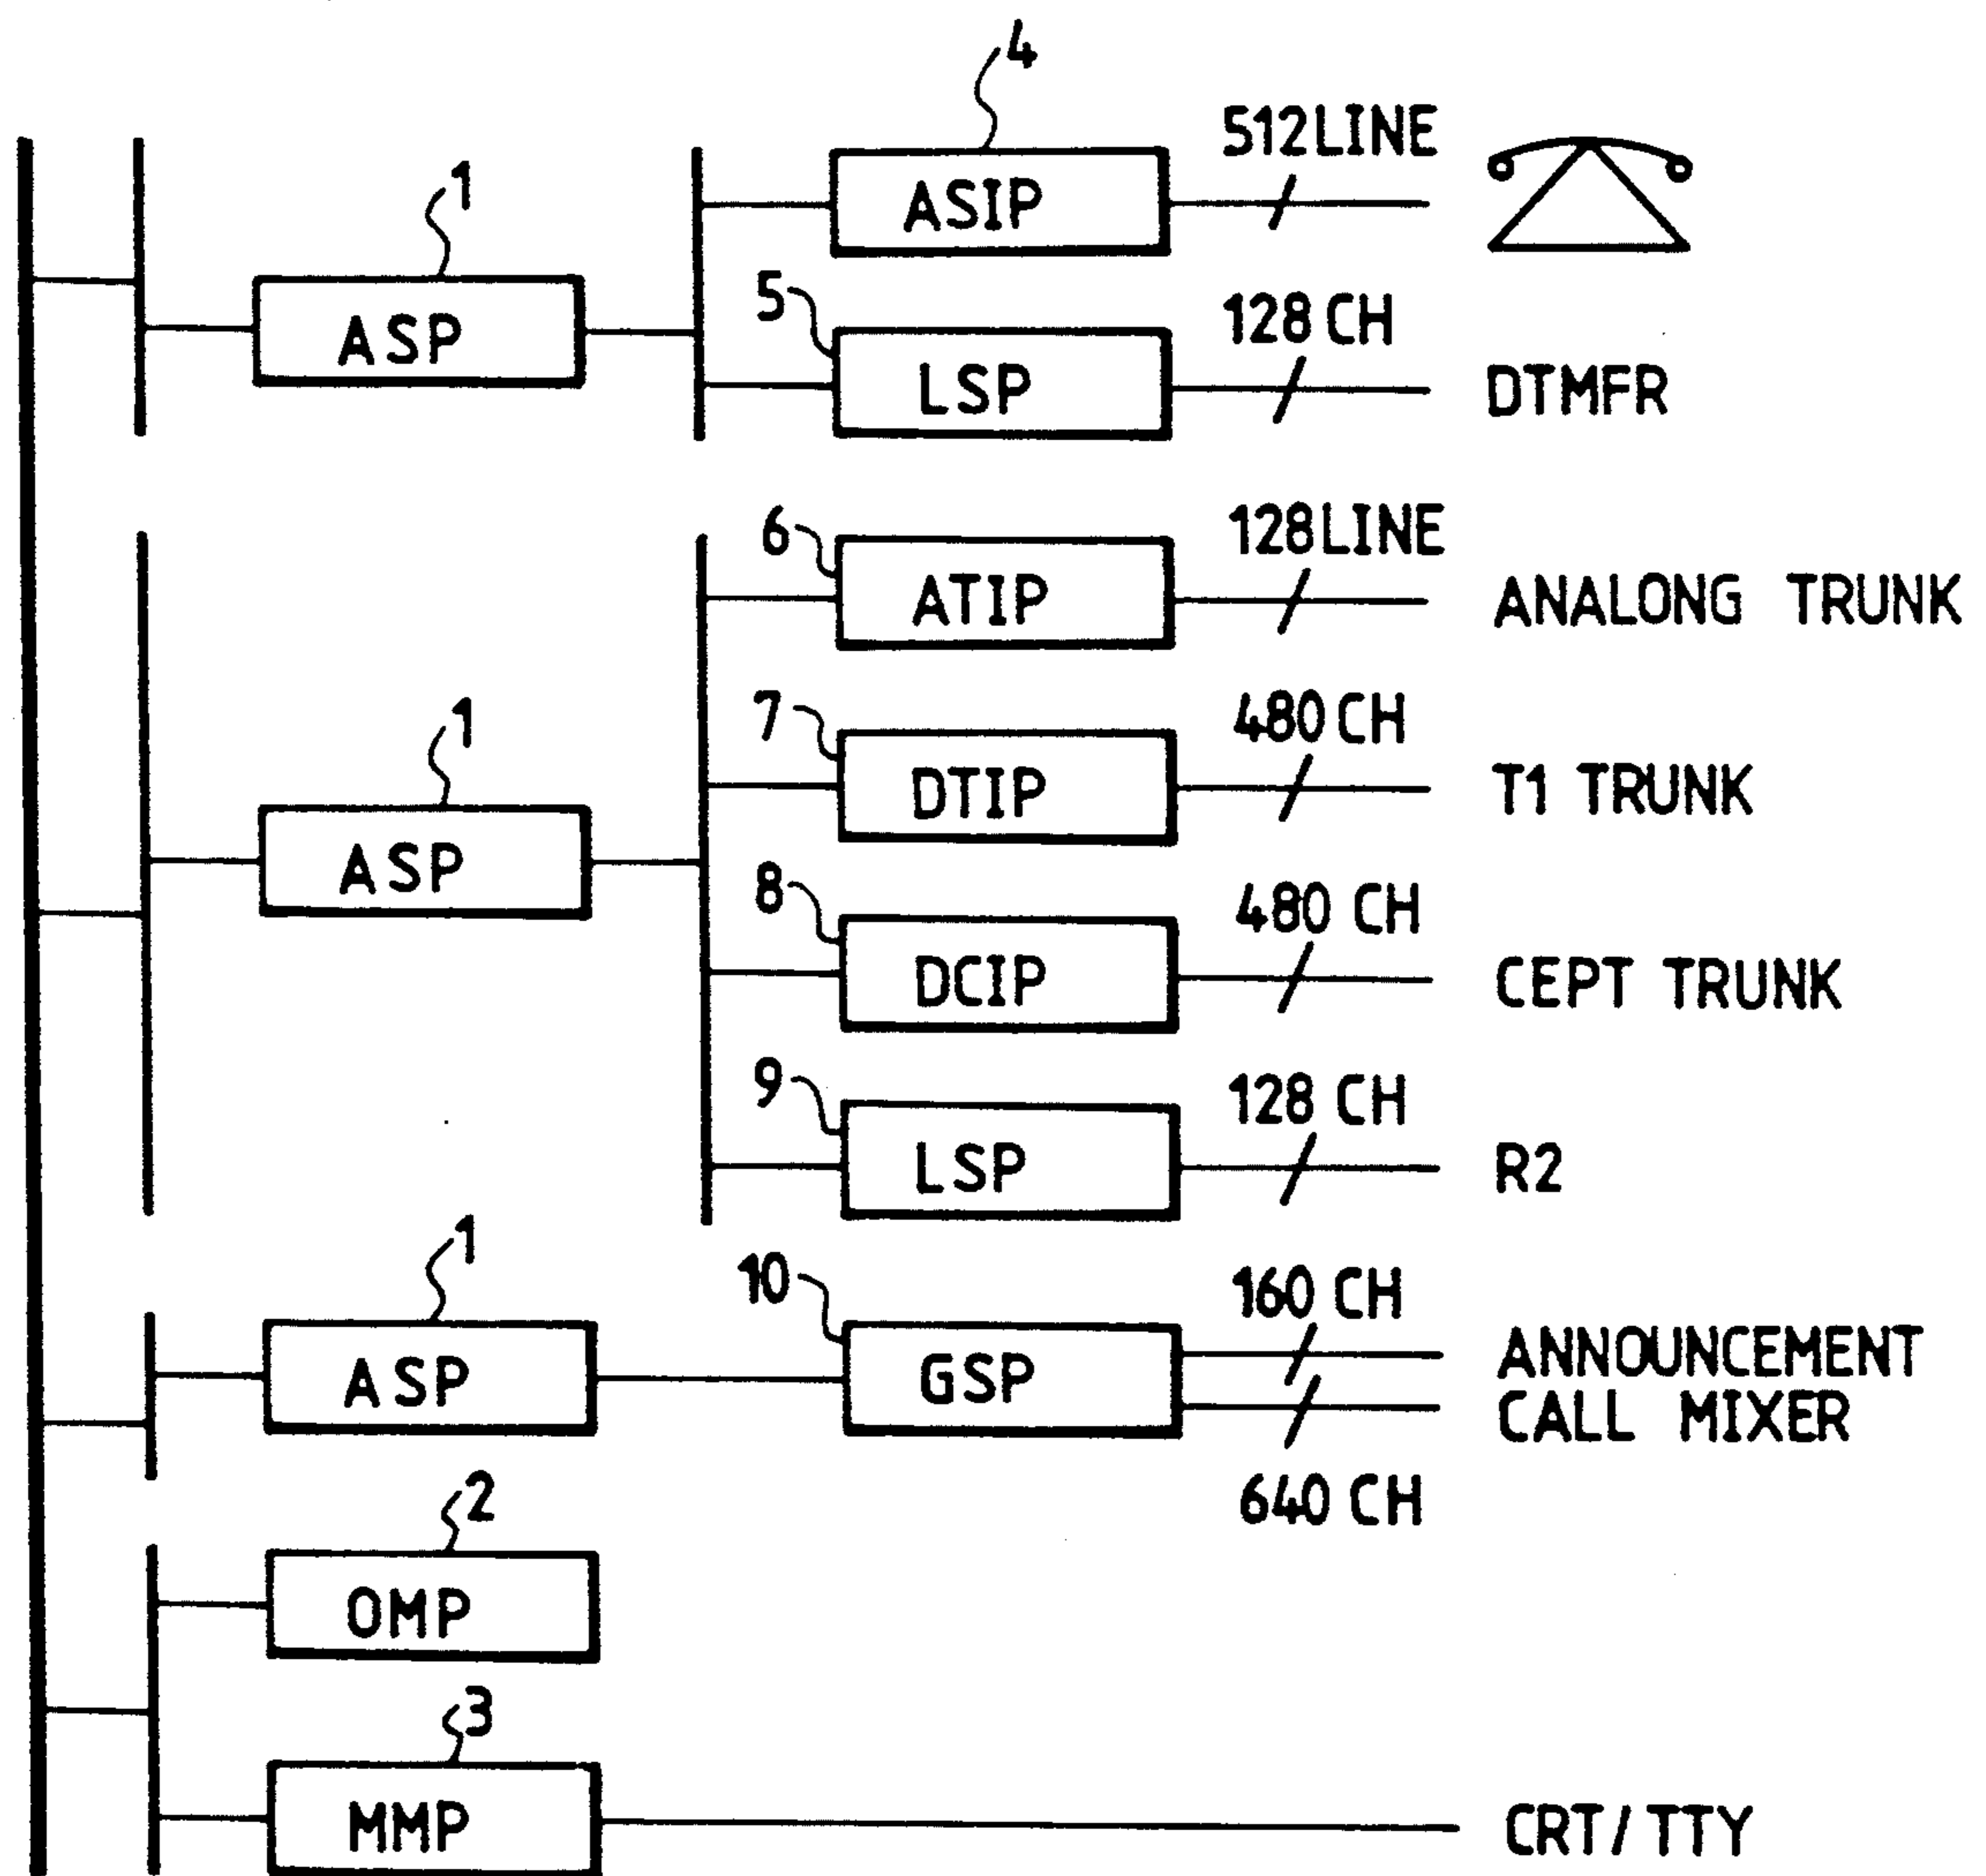 4
512LINE
1
ASIP
ASP
5
128 CH
LSP
DTMFR
6
128LINE
ATIP
ANALONG TRUNK
1
ASP
7
480 CH
DTIP
T1 TRUNK
8
480 CH
DCIP
CEPT TRUNK
9
128 CH
LSP
R2
1
ASP
10
160 CH
GSP
ANNOUNCEMENT
CALL MIXER
640 CH
2
OMP
3
MMP
CRT/TTY